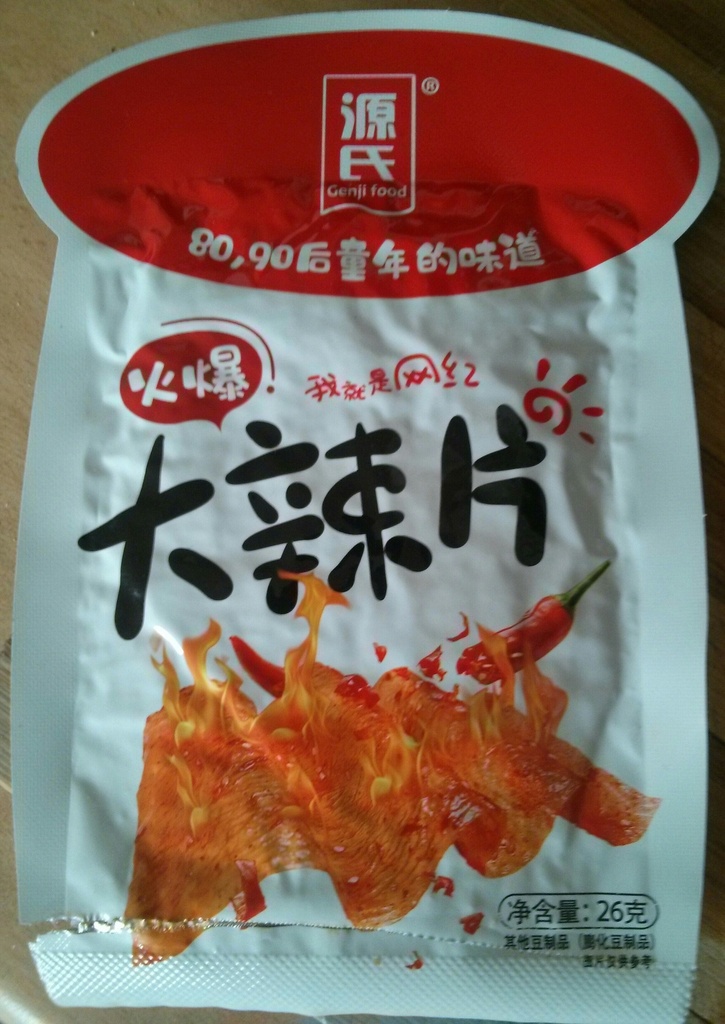 源氏®
Genji food
80,90后童年的味道
火爆
我就是网红
大辣片
净含量：26克
其他豆制品（膨化豆制品）
图片仅供参考